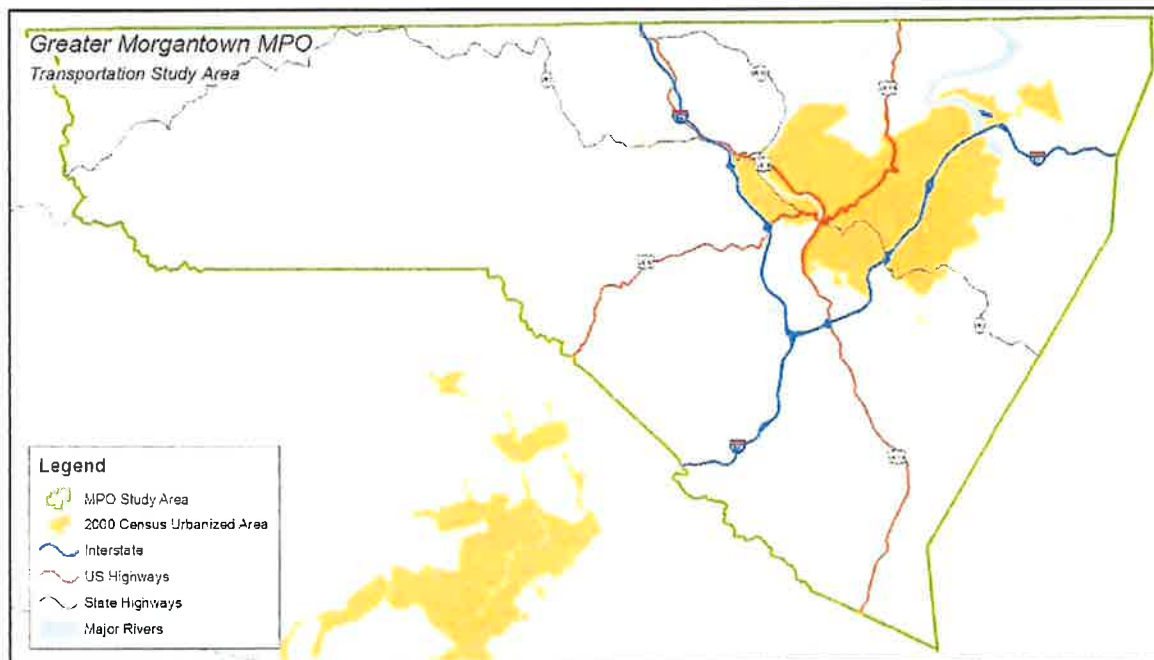 Greater Morgantown MPO
Transportation Study Area
Legend
MPO Study Area
2000 Census Urbanized Area
Interstate
US Highways
State Highways
Major Rivers